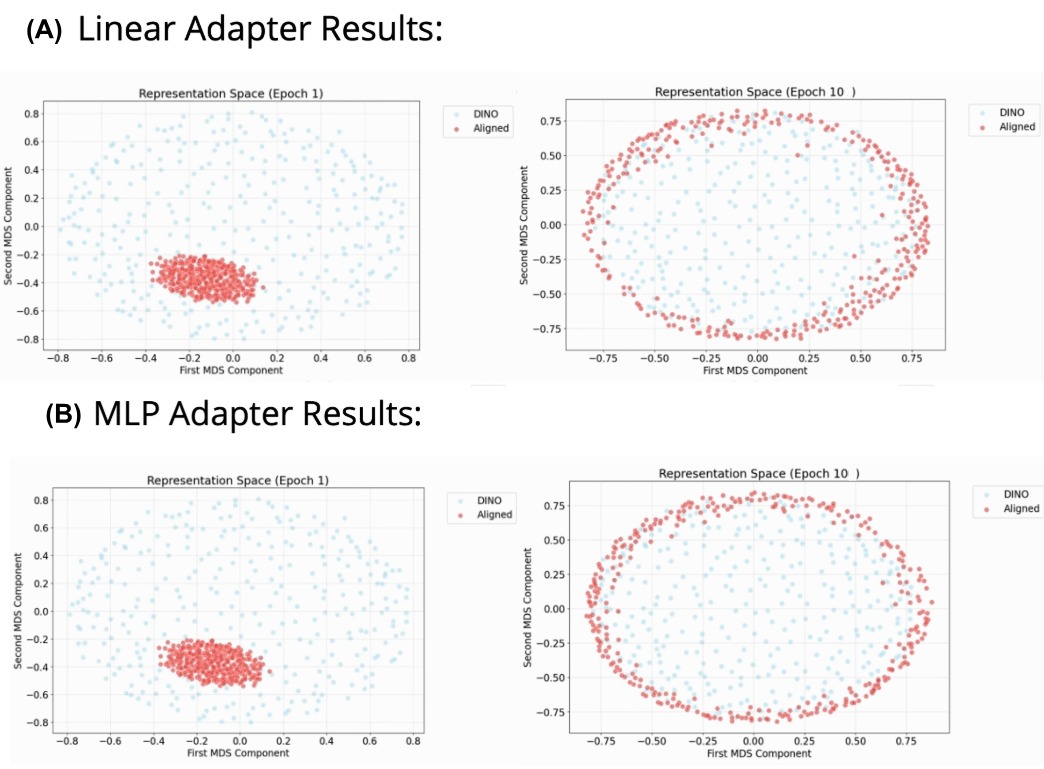 (A) Linear Adapter Results:
Representation Space (Epoch 1)
DINO
Aligned
Second MDS Component
0.8
0.6
0.4
0.2
0.0
−0.2
−0.4
−0.6
−0.8
−0.8 −0.6 −0.4 −0.2 0.0 0.2 0.4 0.6 0.8
First MDS Component
Representation Space (Epoch 10 )
DINO
Aligned
Second MDS Component
0.75
0.50
0.25
0.00
−0.25
−0.50
−0.75
−0.75 −0.50 −0.25 0.00 0.25 0.50 0.75
First MDS Component
(B) MLP Adapter Results:
Representation Space (Epoch 1)
DINO
Aligned
Second MDS Component
0.8
0.6
0.4
0.2
0.0
−0.2
−0.4
−0.6
−0.8
−0.8 −0.6 −0.4 −0.2 0.0 0.2 0.4 0.6 0.8
First MDS Component
Representation Space (Epoch 10 )
DINO
Aligned
Second MDS Component
0.75
0.50
0.25
0.00
−0.25
−0.50
−0.75
−0.75 −0.50 −0.25 0.00 0.25 0.50 0.75
First MDS Component